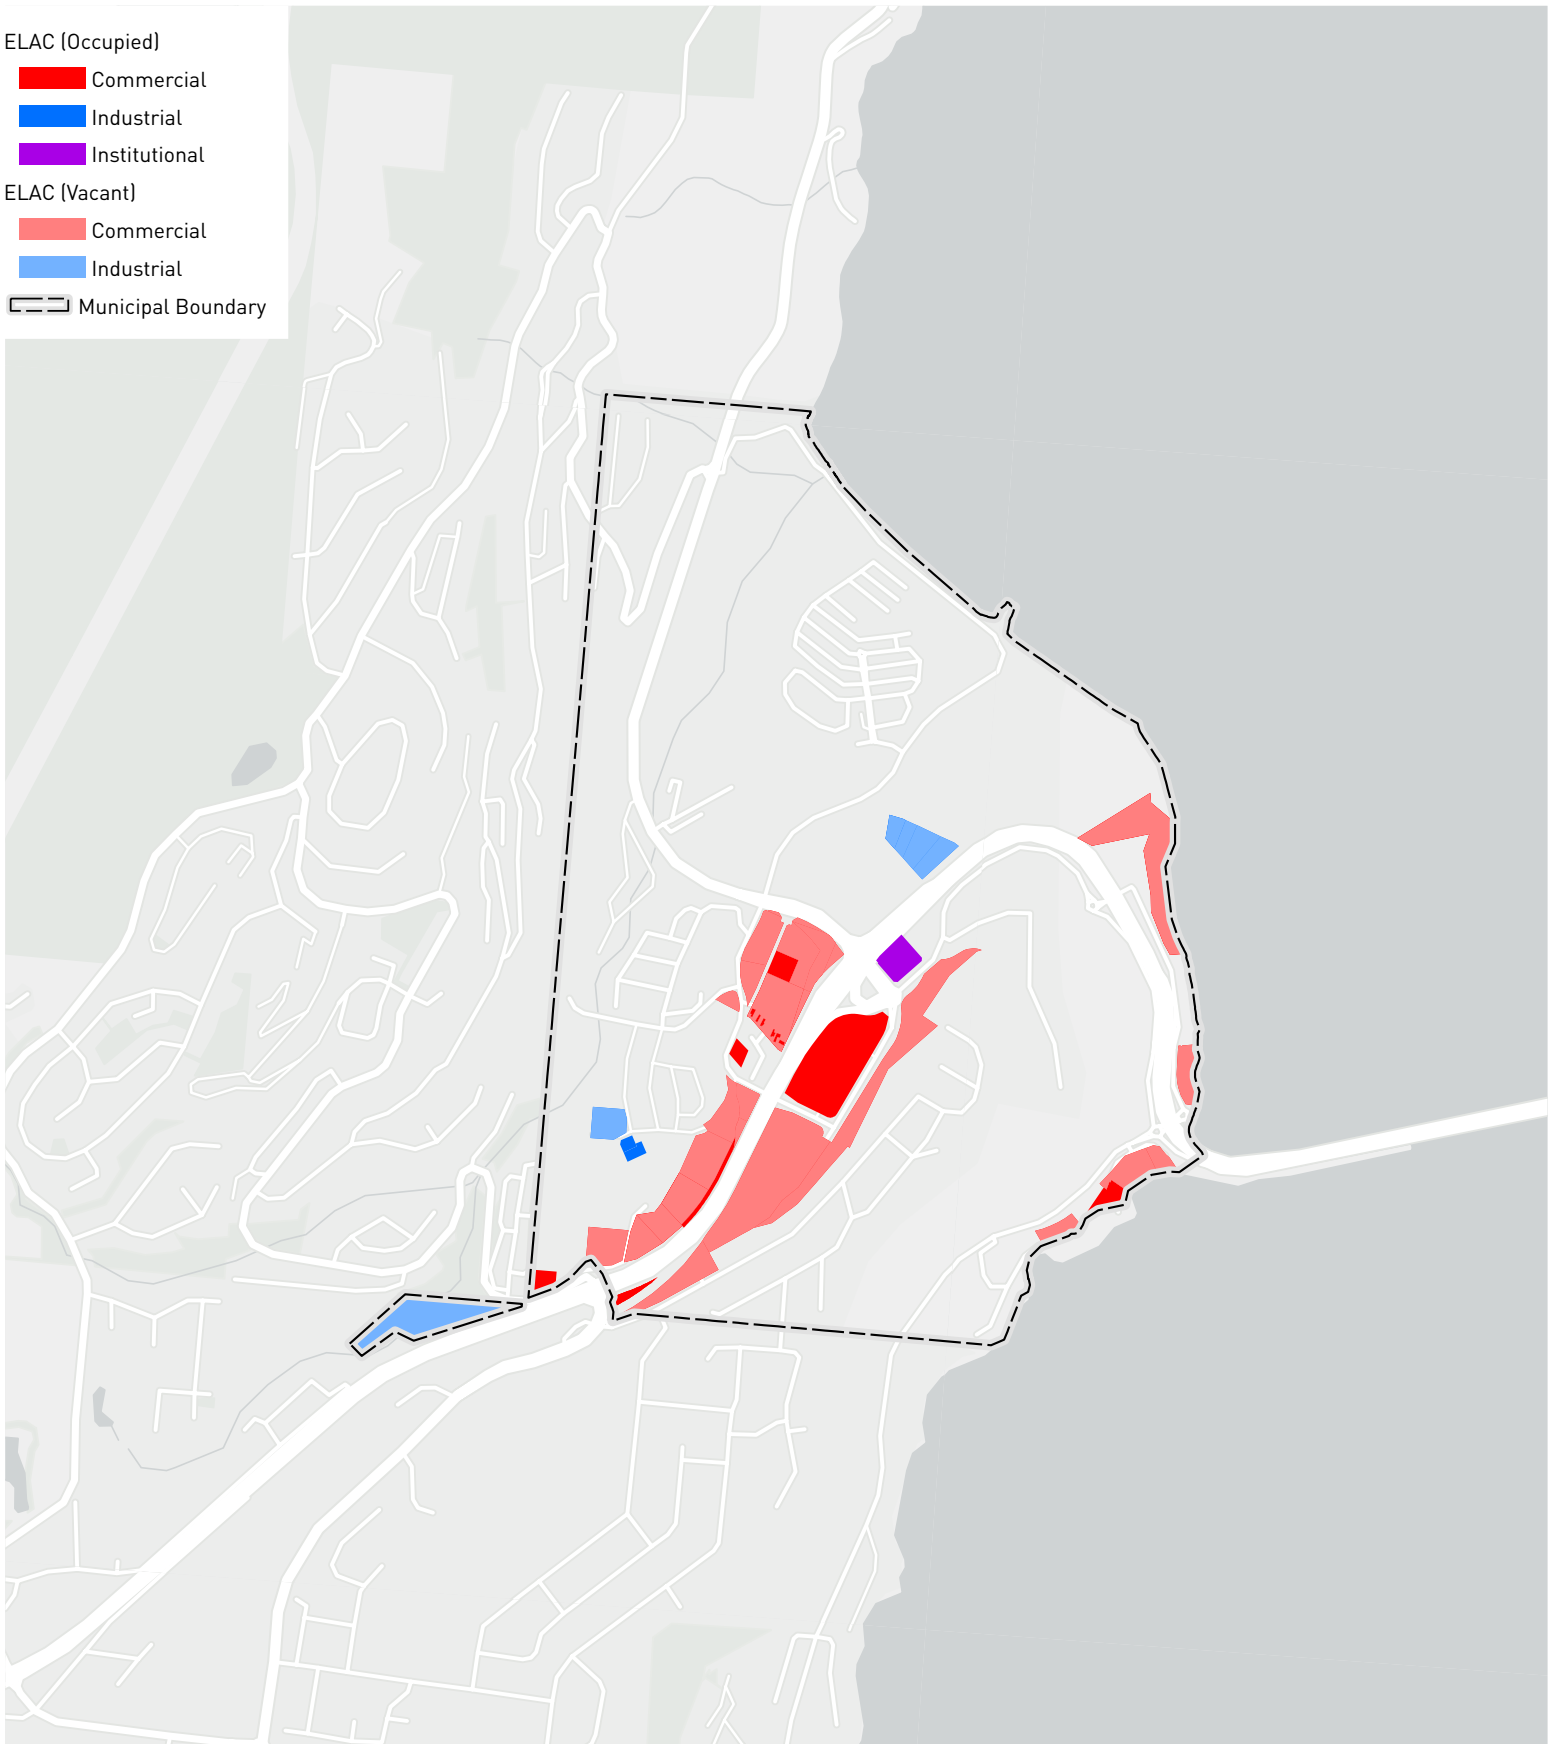 ELAC (Occupied)
Commercial
Industrial
Institutional
ELAC (Vacant)
Commercial
Industrial
Municipal Boundary